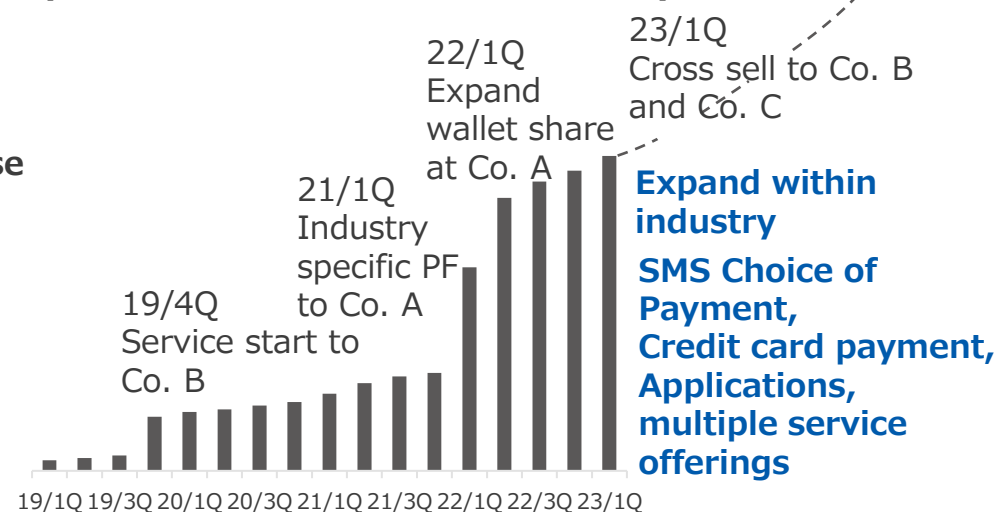 23/1Q
Cross sell to Co. B
and Co. C
22/1Q
Expand
wallet share
at Co. A
se
21/1Q
Industry
specific PF
to Co. A
19/4Q
Service start to
Co. B
Expand within
industry
SMS Choice of
Payment,
Credit card payment,
Applications,
multiple service
offerings
19/1Q 19/3Q 20/1Q 20/3Q 21/1Q 21/3Q 22/1Q 22/3Q 23/1Q